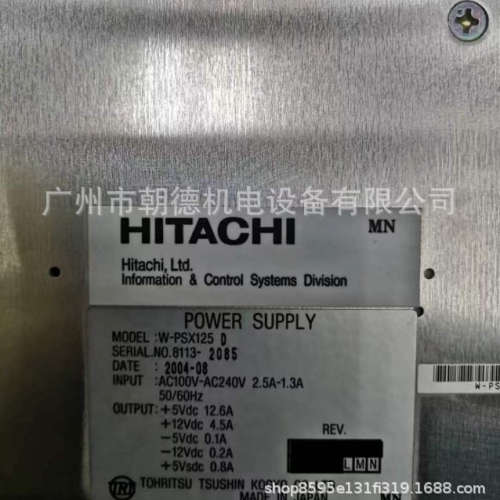 广州市朝德机电设备有限公司
HITACHI MN
Hitachi, Ltd.
Information & Control Systems Division
POWER SUPPLY
MODEL :W-PSX125 D
SERIAL.NO.8113- 2085
DATE : 2004-08
INPUT :AC100V-AC240V 2.5A-1.3A
50/60Hz
OUTPUT: +5Vdc 12.6A
+12Vdc 4.5A
-5Vdc 0.1A
-12Vdc 0.2A
+5Vsdc 0.8A
REV.
LMN
W-PS
TOHRITSU TSUSHIN
MADE
shop8595e131f6319.1688.com